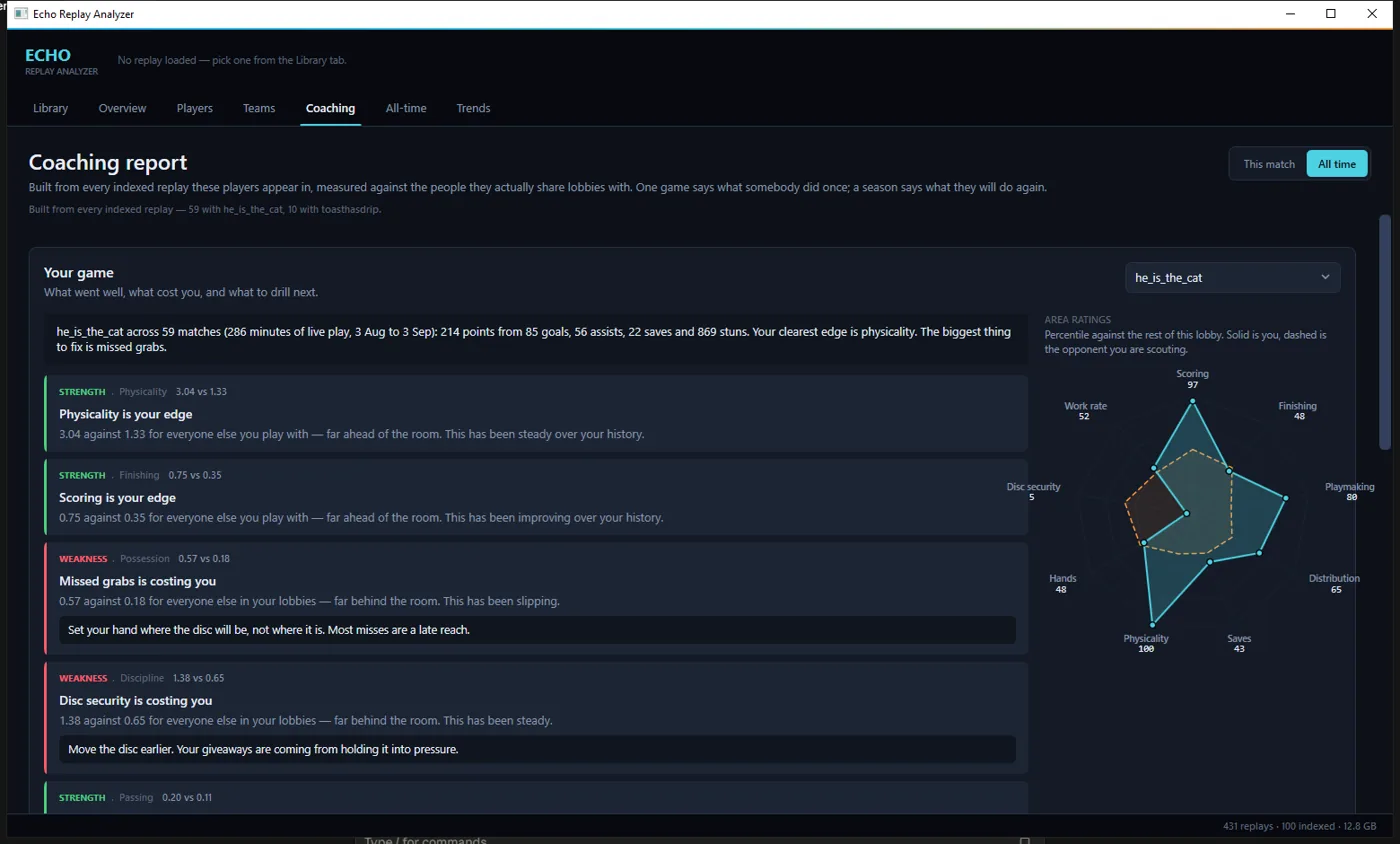 Echo Replay Analyzer
ECHO
REPLAY ANALYZER
No replay loaded — pick one from the Library tab.
Library
Overview
Players
Teams
Coaching
All-time
Trends
Coaching report
This match
All time
Built from every indexed replay these players appear in, measured against the people they actually share lobbies with. One game says what somebody did once; a season says what they will do again.
Built from every indexed replay — 59 with he_is_the_cat, 10 with toasthasdrip.
Your game
What went well, what cost you, and what to drill next.
he_is_the_cat
he_is_the_cat across 59 matches (286 minutes of live play, 3 Aug to 3 Sep): 214 points from 85 goals, 56 assists, 22 saves and 869 stuns. Your clearest edge is physicality. The biggest thing
to fix is missed grabs.
STRENGTH . Physicality 3.04 vs 1.33
Physicality is your edge
3.04 against 1.33 for everyone else you play with — far ahead of the room. This has been steady over your history.
STRENGTH . Finishing 0.75 vs 0.35
Scoring is your edge
0.75 against 0.35 for everyone else you play with — far ahead of the room. This has been improving over your history.
WEAKNESS . Possession 0.57 vs 0.18
Missed grabs is costing you
0.57 against 0.18 for everyone else in your lobbies — far behind the room. This has been slipping.
Set your hand where the disc will be, not where it is. Most misses are a late reach.
WEAKNESS . Discipline 1.38 vs 0.65
Disc security is costing you
1.38 against 0.65 for everyone else in your lobbies — far behind the room. This has been steady.
Move the disc earlier. Your giveaways are coming from holding it into pressure.
STRENGTH . Passing 0.20 vs 0.11
AREA RATINGS
Percentile against the rest of this lobby. Solid is you, dashed is
the opponent you are scouting.
Scoring
97
Work rate
52
Finishing
48
Disc security
5
Playmaking
80
Hands
48
Distribution
65
Physicality
100
Saves
43
431 replays · 100 indexed · 12.8 GB
Type / for commands